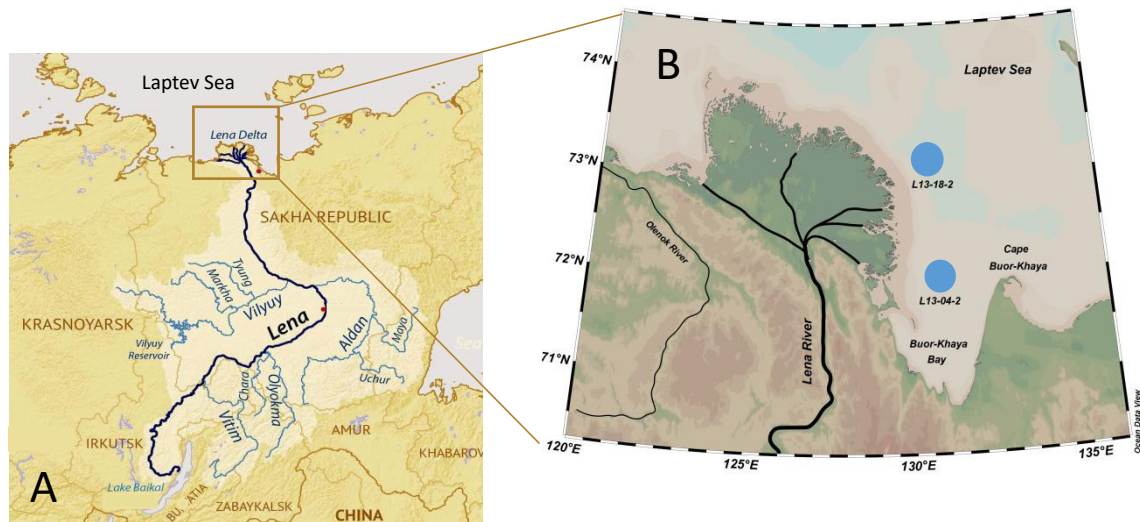 Laptev Sea
Lena Delta
SAKHA REPUBLIC
Tyung
Markha
Vilyuy
KRASNOYARSK
Lena
Aldan
Maya
Vilyuy
Reservoir
Chara
Olyokma
Uchur
Vitim
IRKUTSK
AMUR
KHABAROV
A
Lake Baikal
ZABAYKALSK
CHINA
B
Laptev Sea
74°N
73°N
L13-18-2
Olenok River
Cape
Buor-Khaya
72°N
L13-04-2
Lena River
Buor-Khaya
Bay
71°N
120°E
125°E
130°E
135°E
Ocean Data View